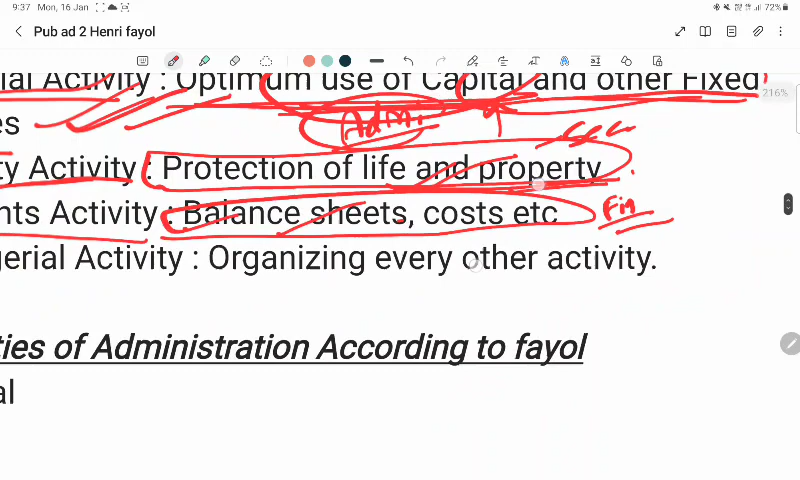 9:37 Mon, 16 Jan
72%
Pub ad 2 Henri fayol
216%
ial Activity : Optimum use of Capital and other Fixed
es
Adm.
ty Activity : Protection of life and property
nts Activity : Balance sheets, costs etc
Fin
gerial Activity : Organizing every other activity.
ties of Administration According to fayol
al